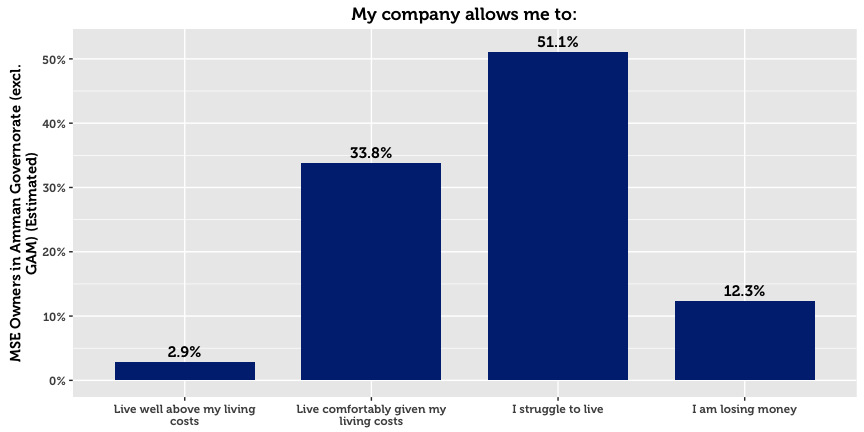 My company allows me to:
MSE Owners in Amman Governorate (excl.
GAM) (Estimated)
50%
40%
30%
20%
10%
0%
2.9%
33.8%
51.1%
12.3%
Live well above my living
costs
Live comfortably given my
living costs
I struggle to live
I am losing money